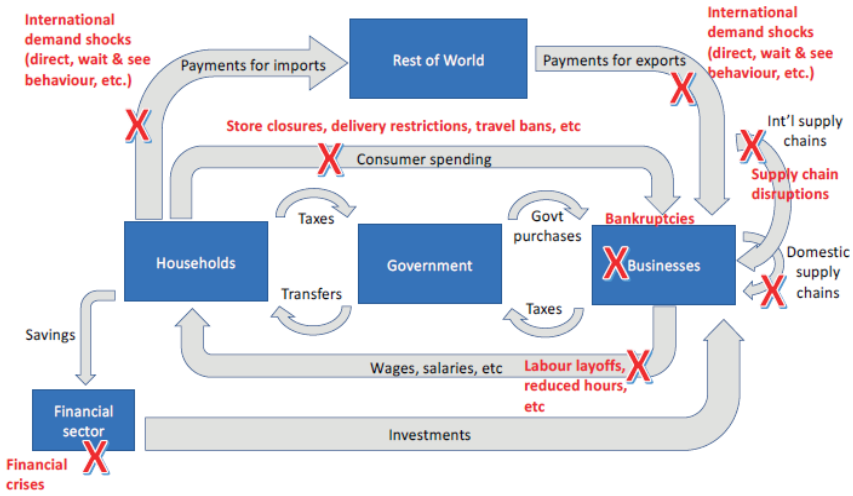 International
demand shocks
(direct, wait & see
behaviour, etc.)
Payments for imports
Rest of World
Payments for exports
International
demand shocks
(direct, wait & see
behaviour, etc.)
X
X
Store closures, delivery restrictions, travel bans, etc
Int'l supply
chains
X
X
Consumer spending
Supply chain
disruptions
Taxes
Govt
purchases
Bankruptcies
Households
Government
X
Businesses
Domestic
supply
chains
X
Transfers
Taxes
Savings
Wages, salaries, etc
Labour layoffs,
reduced hours,
etc
X
Financial
sector
X
Investments
Financial
crises